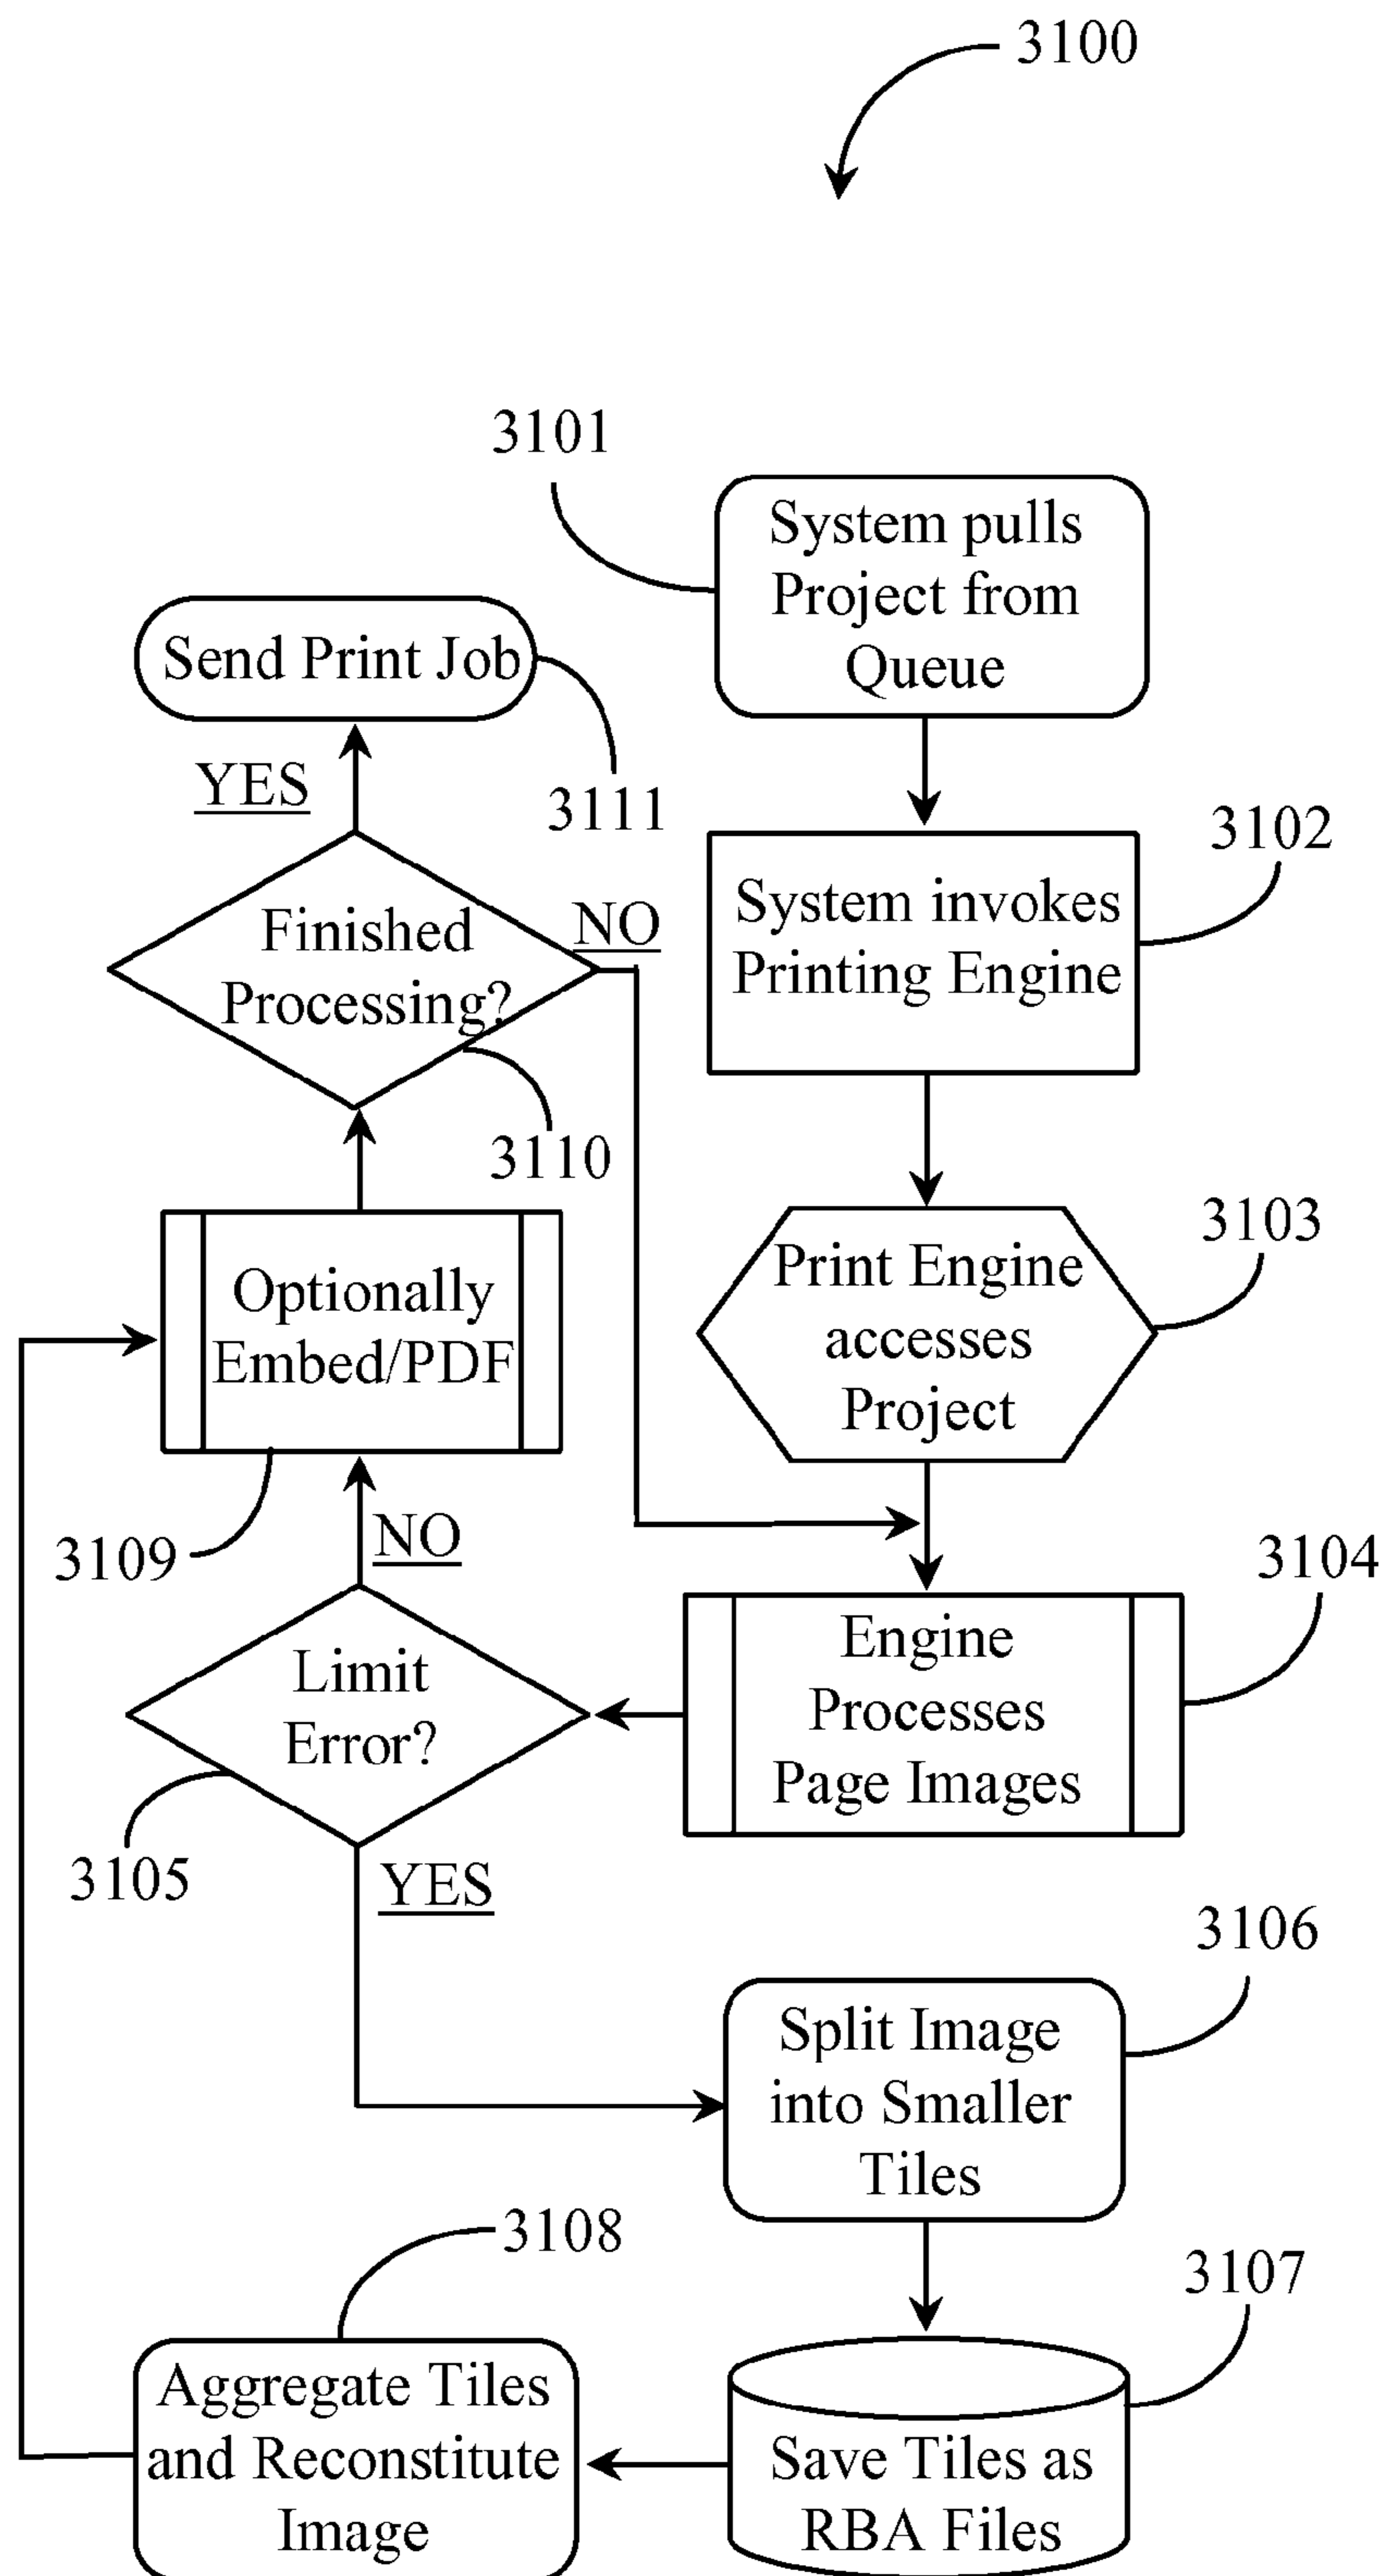 3100
3101
System pulls
Project from
Queue
Send Print Job
3111
YES
3102
System invokes
Printing Engine
Finished
Processing?
NO
3110
3103
Print Engine
accesses
Project
Optionally
Embed/PDF
3109
NO
3104
Engine
Processes
Page Images
Limit
Error?
3105
YES
3106
Split Image
into Smaller
Tiles
3108
3107
Aggregate Tiles
and Reconstitute
Image
Save Tiles as
RBA Files